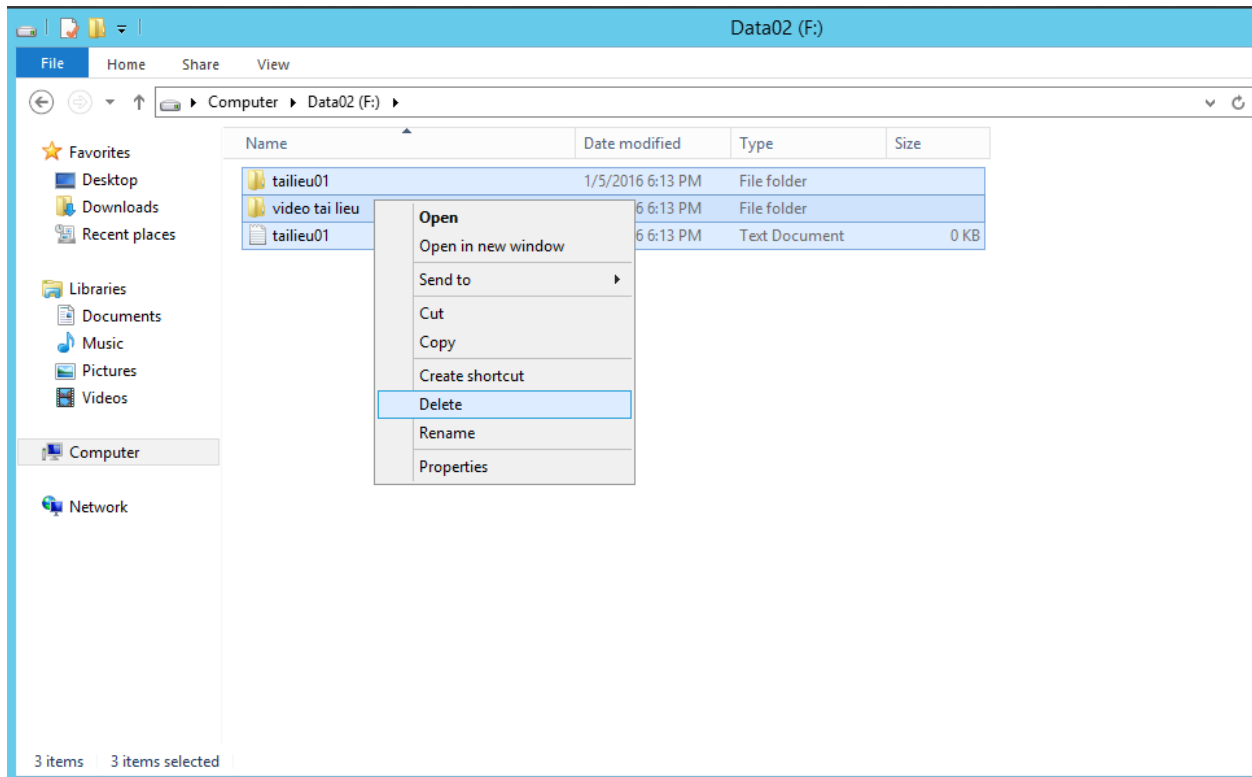 Data02 (F:)
File Home Share View
Computer Data02 (F:)
Name Date modified Type Size
Favorites
Desktop
Downloads
Recent places
Libraries
Documents
Music
Pictures
Videos
Computer
Network
tailieu01 1/5/2016 6:13 PM File folder
video tai lieu 6 6:13 PM File folder
tailieu01 6 6:13 PM Text Document 0 KB
Open
Open in new window
Send to
Cut
Copy
Create shortcut
Delete
Rename
Properties
3 items 3 items selected